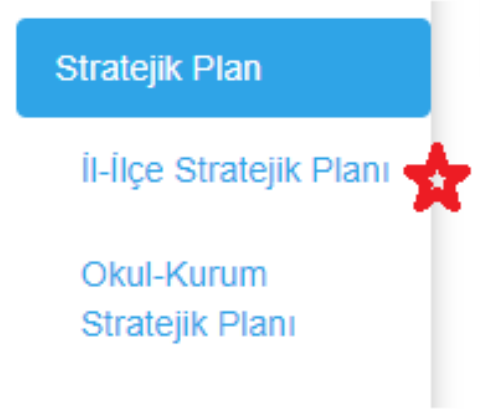 Stratejik Plan
İl-İlçe Stratejik Planı
Okul-Kurum
Stratejik Planı